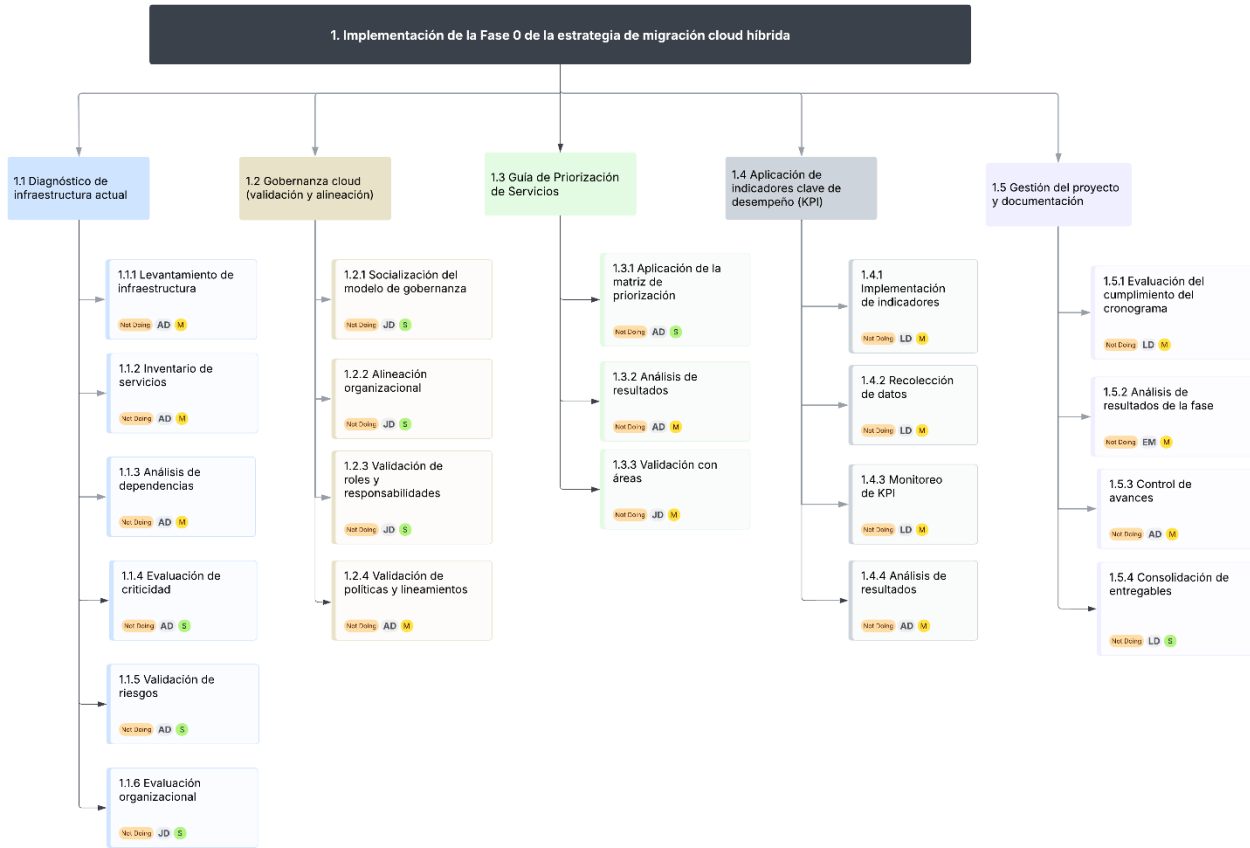 1. Implementación de la Fase 0 de la estrategia de migración cloud híbrida
1.1 Diagnóstico de
infraestructura actual
1.1.1 Levantamiento de
infraestructura
Not Doing AD M
1.1.2 Inventario de
servicios
Not Doing AD M
1.1.3 Análisis de
dependencias
Not Doing AD M
1.1.4 Evaluación de
criticidad
Not Doing AD S
1.1.5 Validación de
riesgos
Not Doing AD S
1.1.6 Evaluación
organizacional
Not Doing JD S
1.2 Gobernanza cloud
(validación y alineación)
1.2.1 Socialización del
modelo de gobernanza
Not Doing JD S
1.2.2 Alineación
organizacional
Not Doing JD S
1.2.3 Validación de
roles y
responsabilidades
Not Doing JD S
1.2.4 Validación de
políticas y lineamientos
Not Doing AD M
1.3 Guía de Priorización
de Servicios
1.3.1 Aplicación de la
matriz de
priorización
Not Doing AD S
1.3.2 Análisis de
resultados
Not Doing AD M
1.3.3 Validación con
áreas
Not Doing JD M
1.4 Aplicación de
indicadores clave de
desempeño (KPI)
1.4.1
Implementación
de indicadores
Not Doing LD M
1.4.2 Recolección
de datos
Not Doing LD M
1.4.3 Monitoreo
de KPI
Not Doing LD M
1.4.4 Análisis de
resultados
Not Doing AD M
1.5 Gestión del proyecto
y documentación
1.5.1 Evaluación del
cumplimiento del
cronograma
Not Doing LD M
1.5.2 Análisis de
resultados de la fase
Not Doing EM M
1.5.3 Control de
avances
Not Doing AD M
1.5.4 Consolidación de
entregables
Not Doing LD S